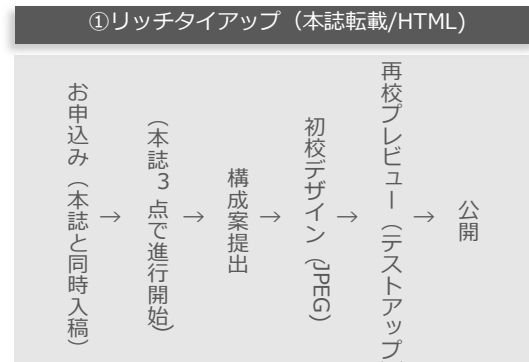 ①リッチタイアップ（本誌転載/HTML)
お申込み（本誌と同時入稿）
→
（本誌３点で進行開始）
→
構成案提出
→
初校デザイン（JPEG）
→
再校プレビュー（テストアップ
→
公開